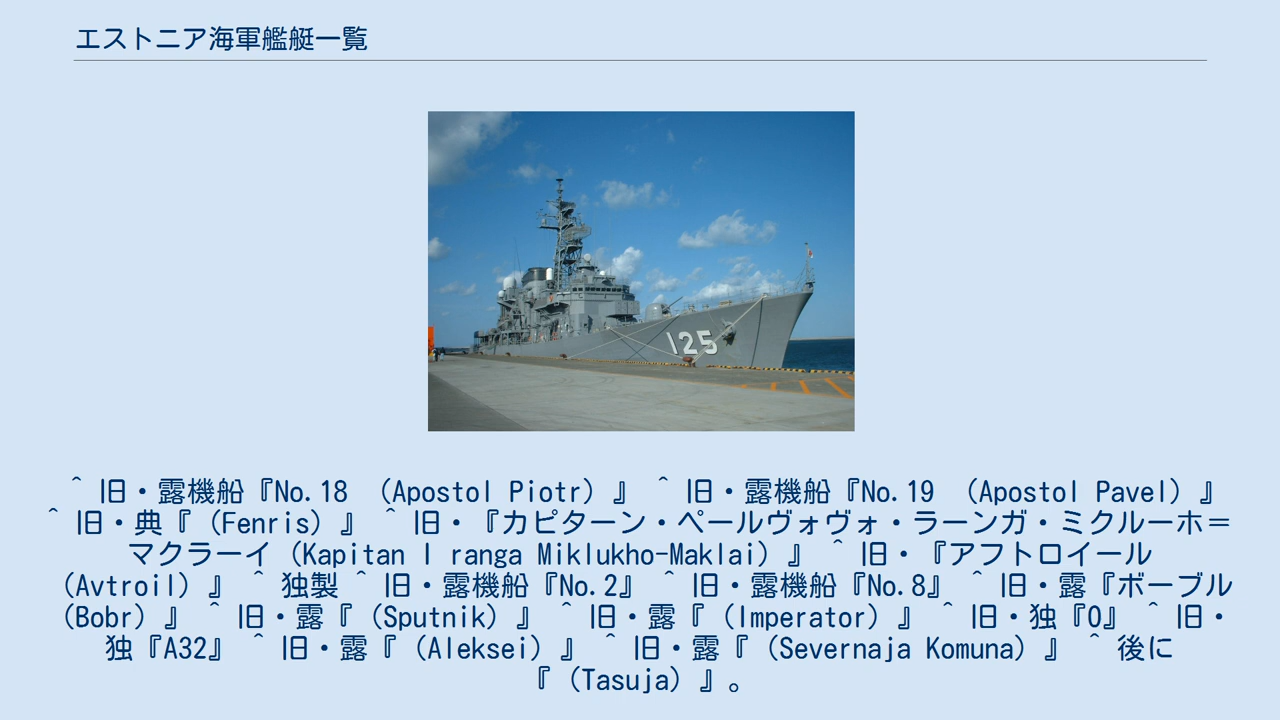 エストニア海軍艦艇一覧
125
^ 旧・露機船『No.18 （Apostol Piotr）』 ^ 旧・露機船『No.19 （Apostol Pavel）』
^ 旧・典『（Fenris）』 ^ 旧・『カピターン・ペールヴォヴォ・ラーンガ・ミクルーホ＝
マクラーイ（Kapitan I ranga Miklukho-Maklai）』 ^ 旧・『アフトロイール
（Avtroil）』 ^ 独製 ^ 旧・露機船『No.2』 ^ 旧・露機船『No.8』 ^ 旧・露『ボーブル
（Bobr）』 ^ 旧・露『（Sputnik）』 ^ 旧・露『（Imperator）』 ^ 旧・独『O』 ^ 旧・
独『A32』 ^ 旧・露『（Aleksei）』 ^ 旧・露『（Severnaja Komuna）』 ^ 後に
『（Tasuja）』。